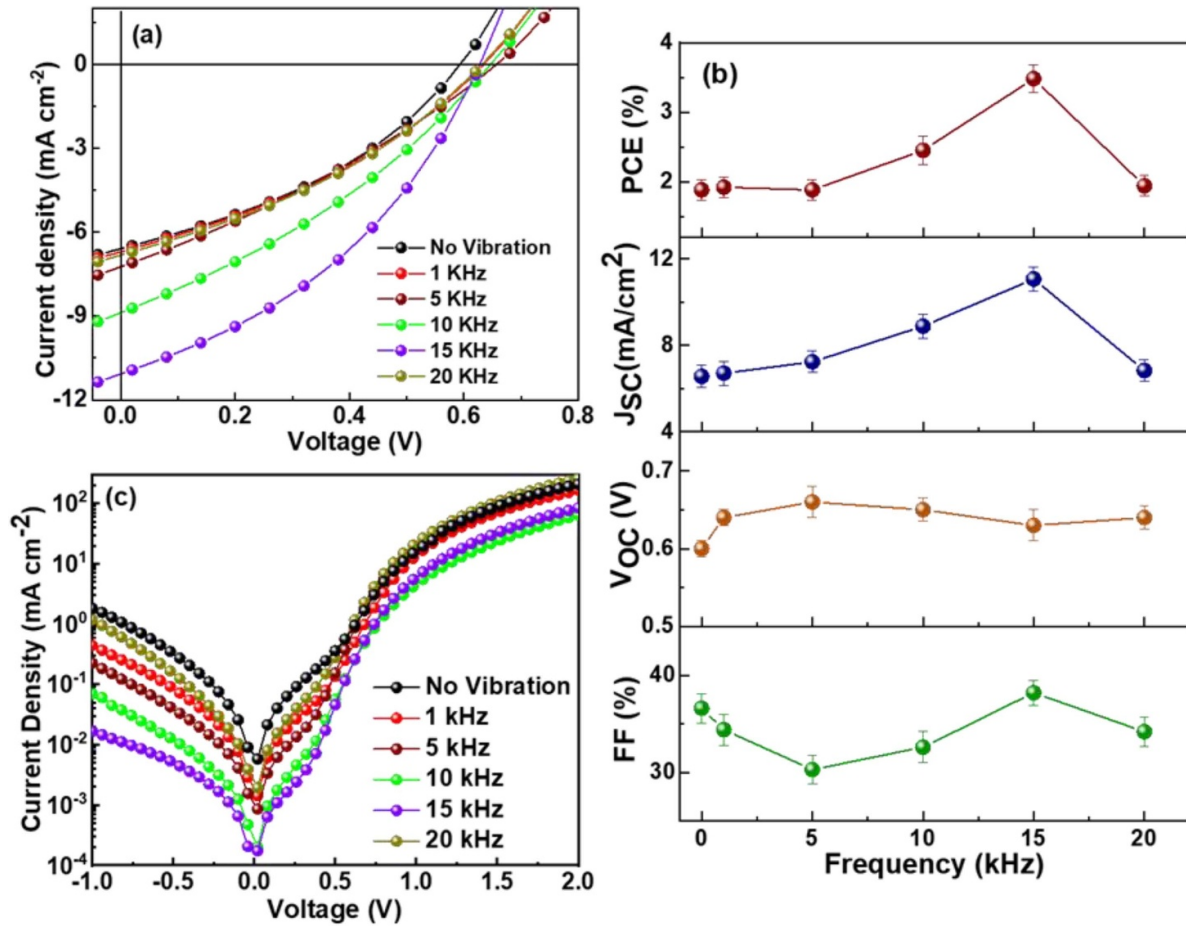 (a)
0
-3
-6
-9
-12
0.0 0.2 0.4 0.6 0.8
Voltage (V)
Current density (mA cm-2)
No Vibration
1 KHz
5 KHz
10 KHz
15 KHz
20 KHz
(b)
4
3
2
PCE (%)
12
8
4
JSC(mA/cm2)
0.7
0.6
0.5
VOC (V)
40
30
FF (%)
0 5 10 15 20
Frequency (kHz)
(c)
102
101
100
10-1
10-2
10-3
10-4
-1.0 -0.5 0.0 0.5 1.0 1.5 2.0
Voltage (V)
Current Density (mA cm-2)
No Vibration
1 kHz
5 kHz
10 kHz
15 kHz
20 kHz